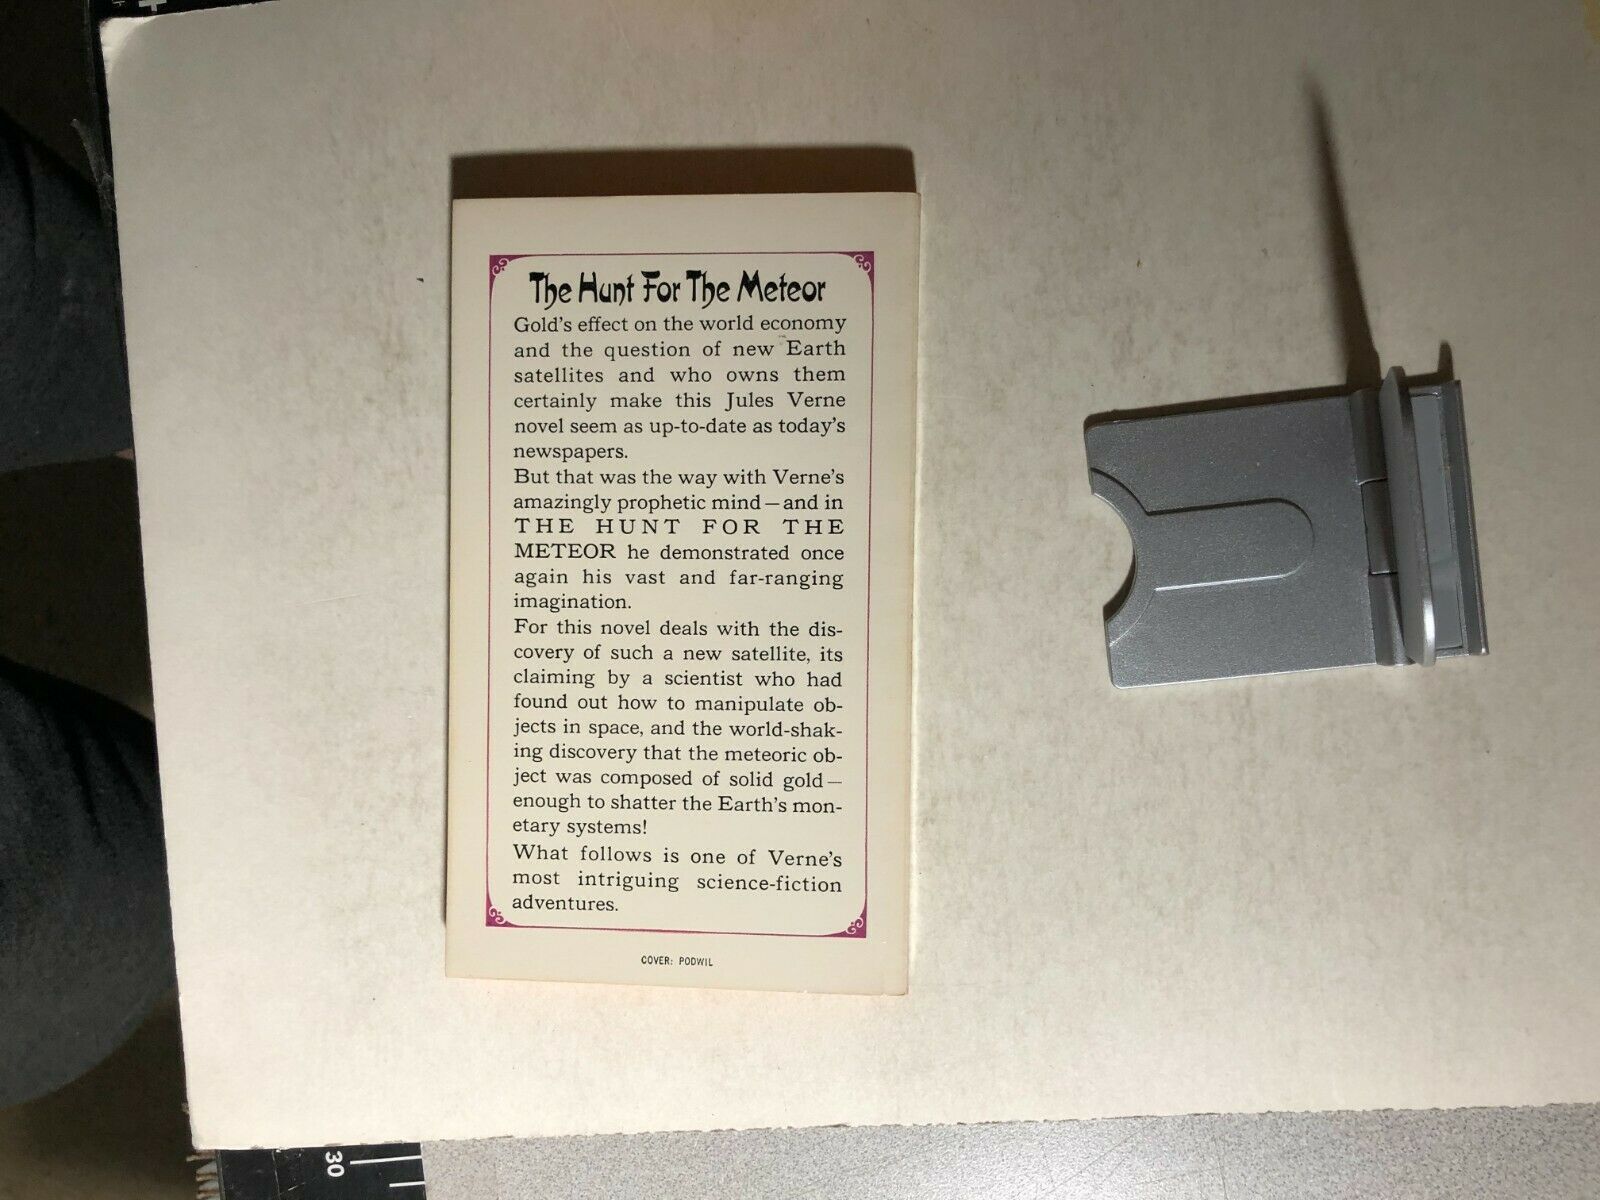 The Hunt For The Meteor
Gold's effect on the world economy
and the question of new Earth
satellites and who owns them
certainly make this Jules Verne
novel seem as up-to-date as today's
newspapers.
But that was the way with Verne's
amazingly prophetic mind — and in
THE HUNT FOR THE
METEOR he demonstrated once
again his vast and far-ranging
imagination.
For this novel deals with the dis-
covery of such a new satellite, its
claiming by a scientist who had
found out how to manipulate ob-
jects in space, and the world-shak-
ing discovery that the meteoric ob-
ject was composed of solid gold —
enough to shatter the Earth's mon-
etary systems!
What follows is one of Verne's
most intriguing science-fiction
adventures.
COVER: PODWIL
30